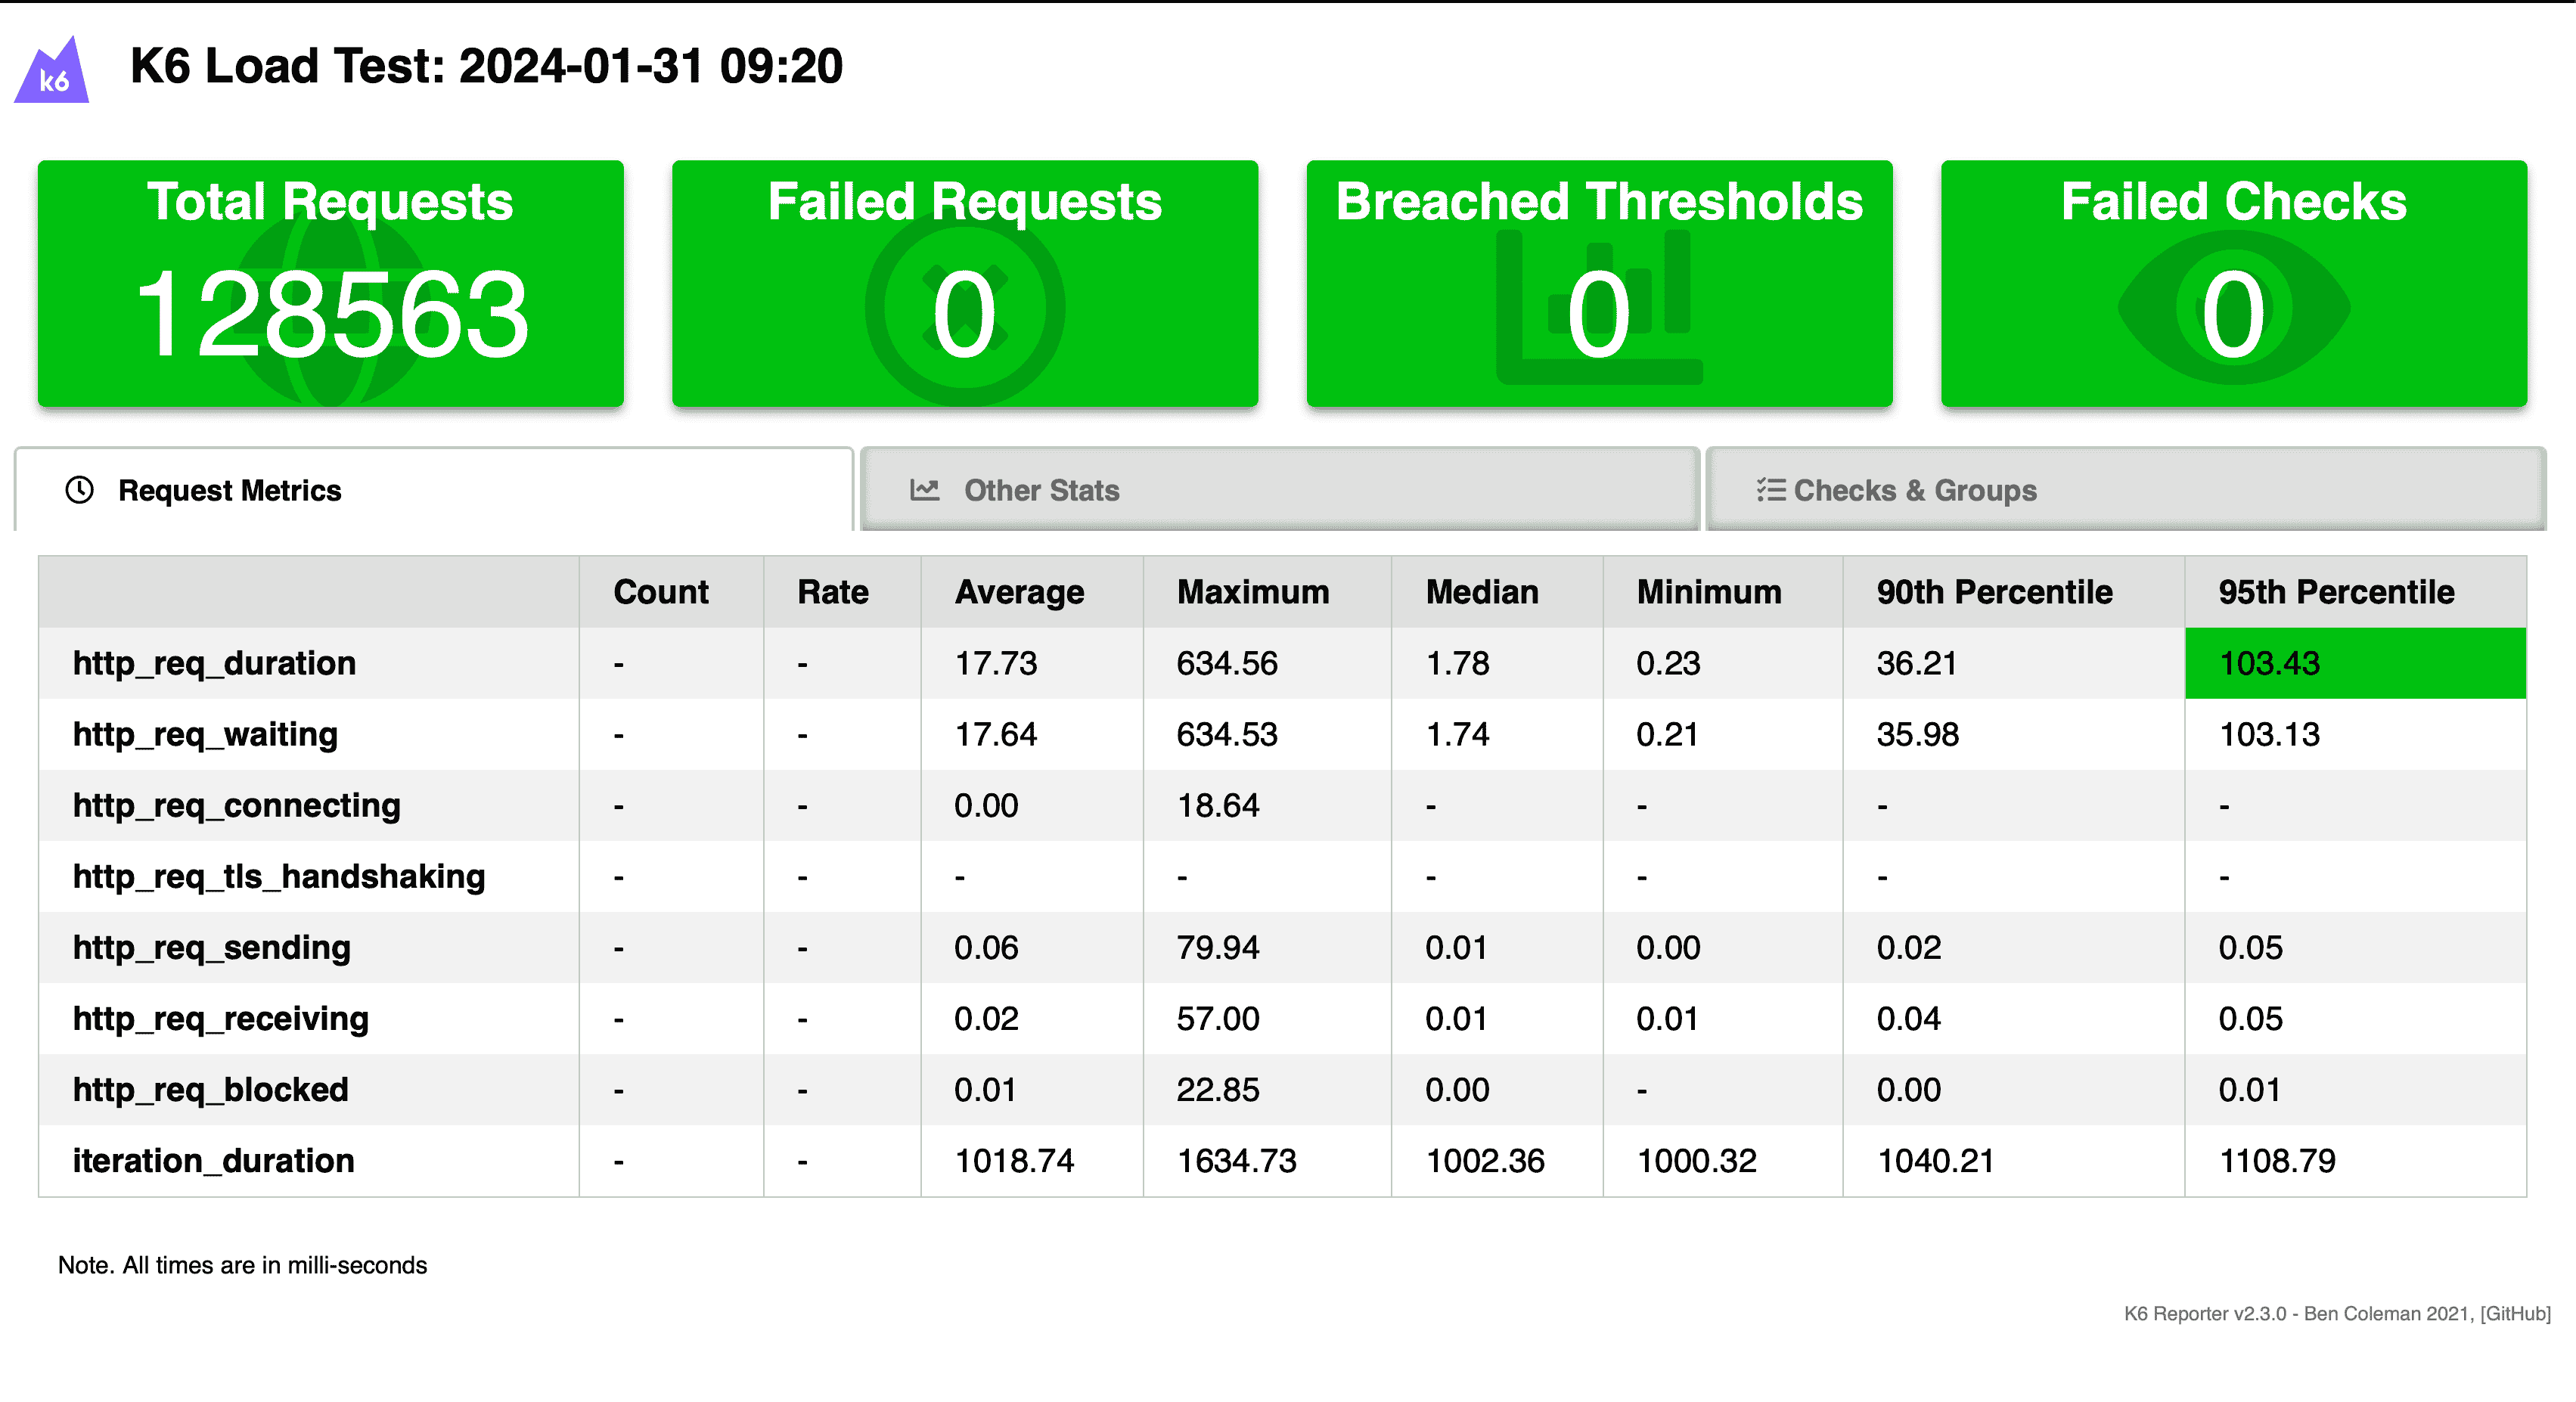 k6
K6 Load Test: 2024-01-31 09:20
Total Requests
128563
Failed Requests
0
Breached Thresholds
0
Failed Checks
0
Request Metrics
Other Stats
Checks & Groups
Count Rate Average Maximum Median Minimum 90th Percentile 95th Percentile
http_req_duration - - 17.73 634.56 1.78 0.23 36.21 103.43
http_req_waiting - - 17.64 634.53 1.74 0.21 35.98 103.13
http_req_connecting - - 0.00 18.64 - - - -
http_req_tls_handshaking - - - - - - - -
http_req_sending - - 0.06 79.94 0.01 0.00 0.02 0.05
http_req_receiving - - 0.02 57.00 0.01 0.01 0.04 0.05
http_req_blocked - - 0.01 22.85 0.00 - 0.00 0.01
iteration_duration - - 1018.74 1634.73 1002.36 1000.32 1040.21 1108.79
Note. All times are in milli-seconds
K6 Reporter v2.3.0 - Ben Coleman 2021, [GitHub]